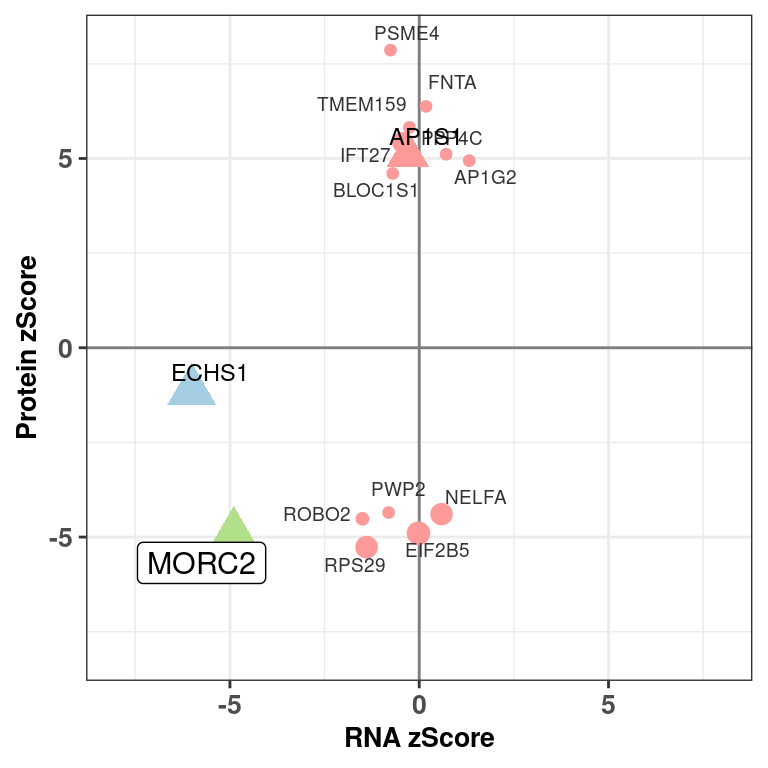 PSME4
FNTA
TMEM159
AP1S1
PPP4C
IFT27
AP1G2
BLOC1S1
5
0
-5
ECHS1
PWP2
NELFA
ROBO2
EIF2B5
MORC2
RPS29
-5
0
5
RNA zScore
Protein zScore